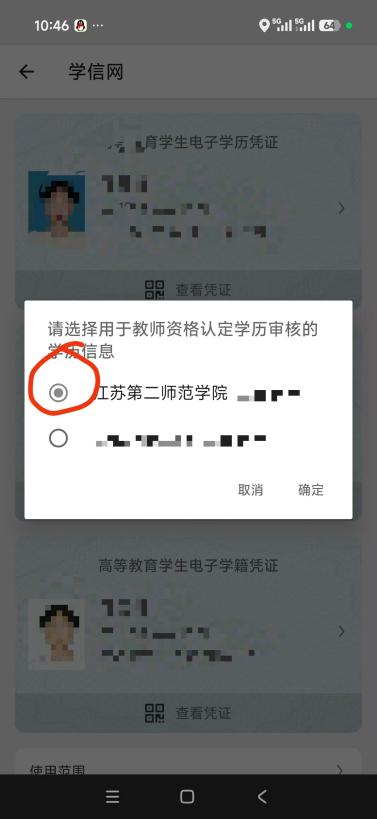 10:46
5G
5G
64
学信网
育学生电子学历凭证
查看凭证
请选择用于教师资格认定学历审核的
学历信息
江苏第二师范学院
取消
确定
高等教育学生电子学籍凭证
查看凭证
使用范围